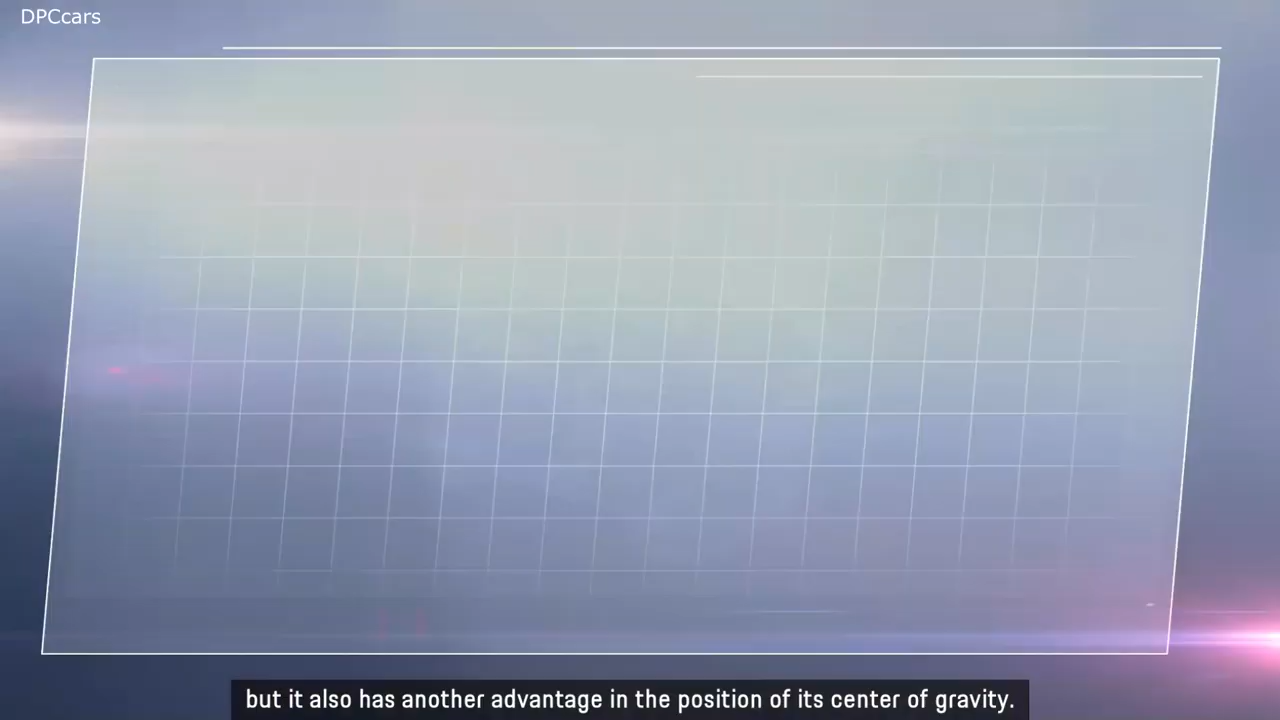 DPCcars
but it also has another advantage in the position of its center of gravity.